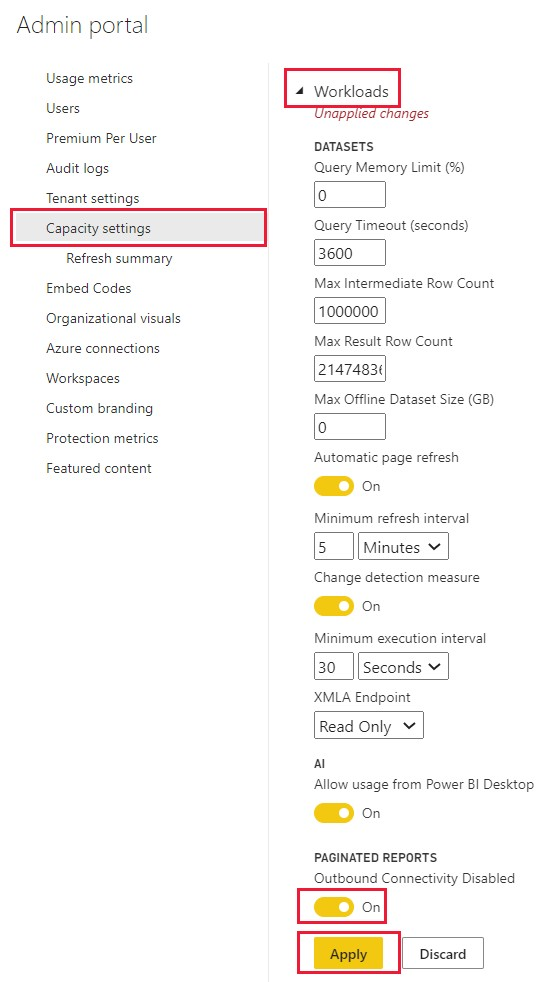 Admin portal
Usage metrics
Users
Premium Per User
Audit logs
Tenant settings
Capacity settings
Refresh summary
Embed Codes
Organizational visuals
Azure connections
Workspaces
Custom branding
Protection metrics
Featured content
Workloads
Unapplied changes
DATASETS
Query Memory Limit (%)
0
Query Timeout (seconds)
3600
Max Intermediate Row Count
1000000
Max Result Row Count
21474836
Max Offline Dataset Size (GB)
0
Automatic page refresh
On
Minimum refresh interval
5 Minutes
Change detection measure
On
Minimum execution interval
30 Seconds
XMLA Endpoint
Read Only
AI
Allow usage from Power BI Desktop
On
PAGINATED REPORTS
Outbound Connectivity Disabled
On
Apply Discard